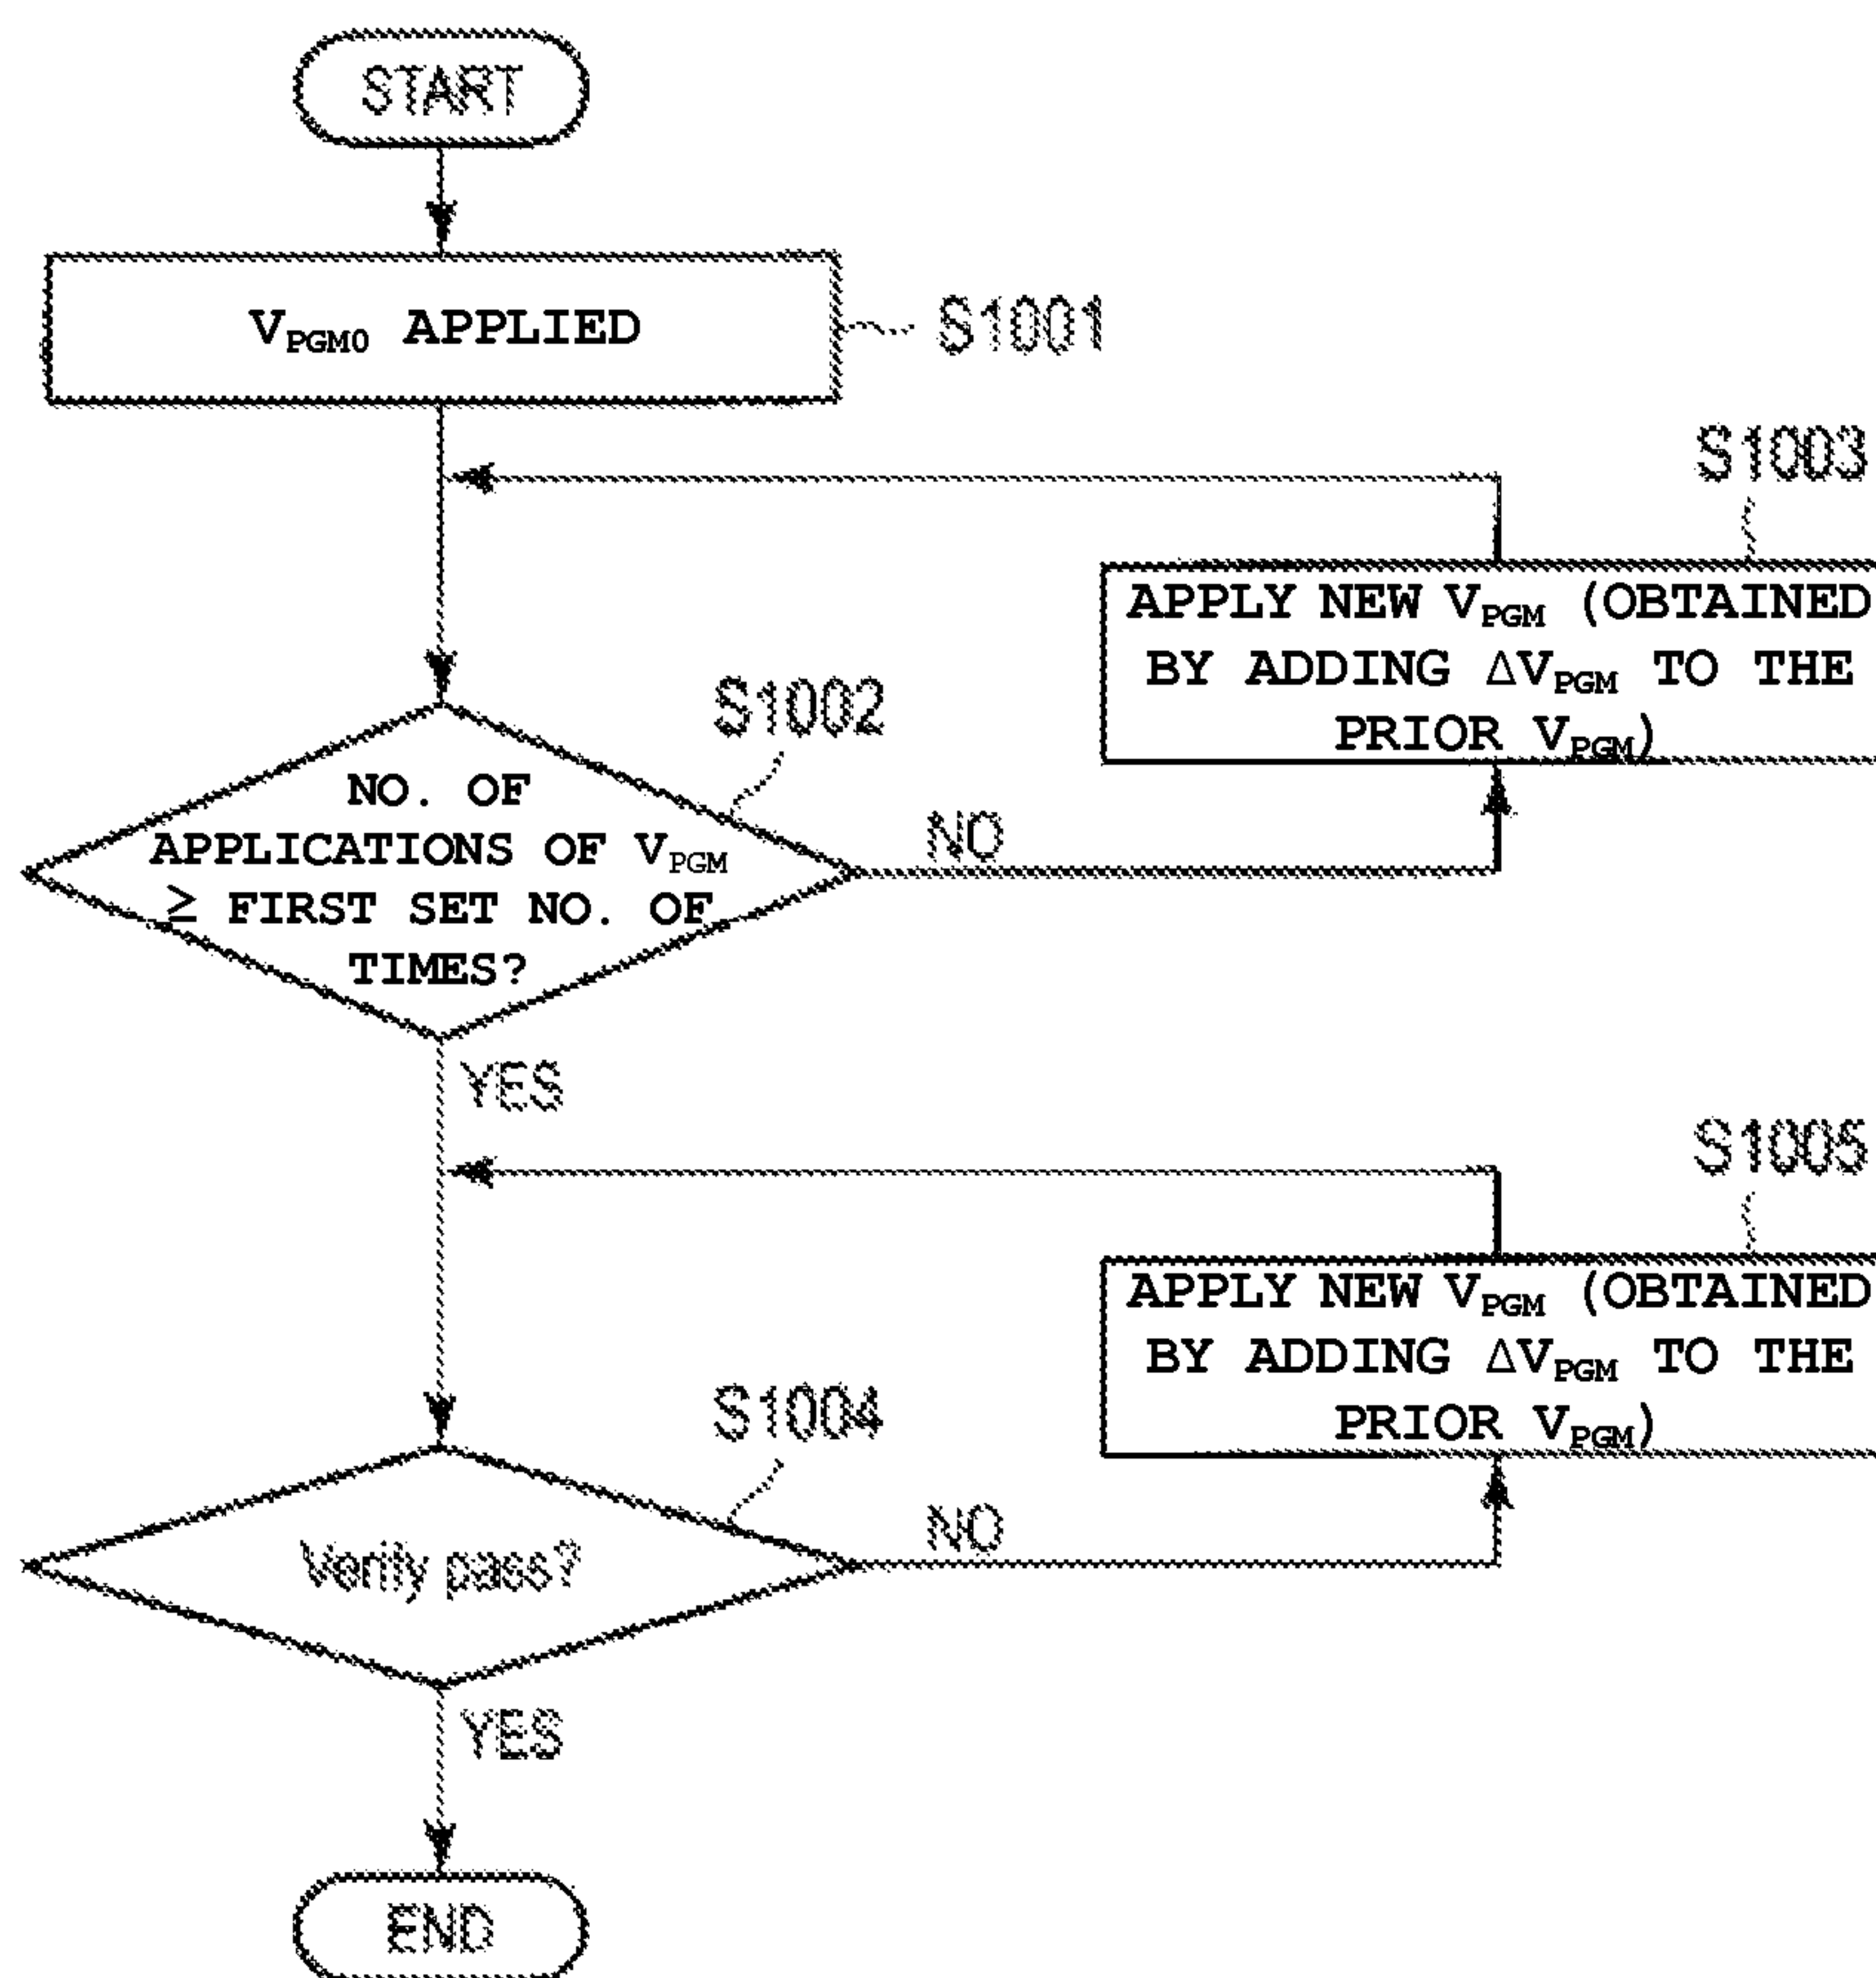 START
VPGM0 APPLIED
S1001
S1003
APPLY NEW VPGM (OBTAINED
BY ADDING ΔVPGM TO THE
PRIOR VPGM)
S1002
NO. OF
APPLICATIONS OF VPGM
≥ FIRST SET NO. OF
TIMES?
NO
YES
S1005
APPLY NEW VPGM (OBTAINED
BY ADDING ΔVPGM TO THE
PRIOR VPGM)
S1004
Verify pass?
NO
YES
END